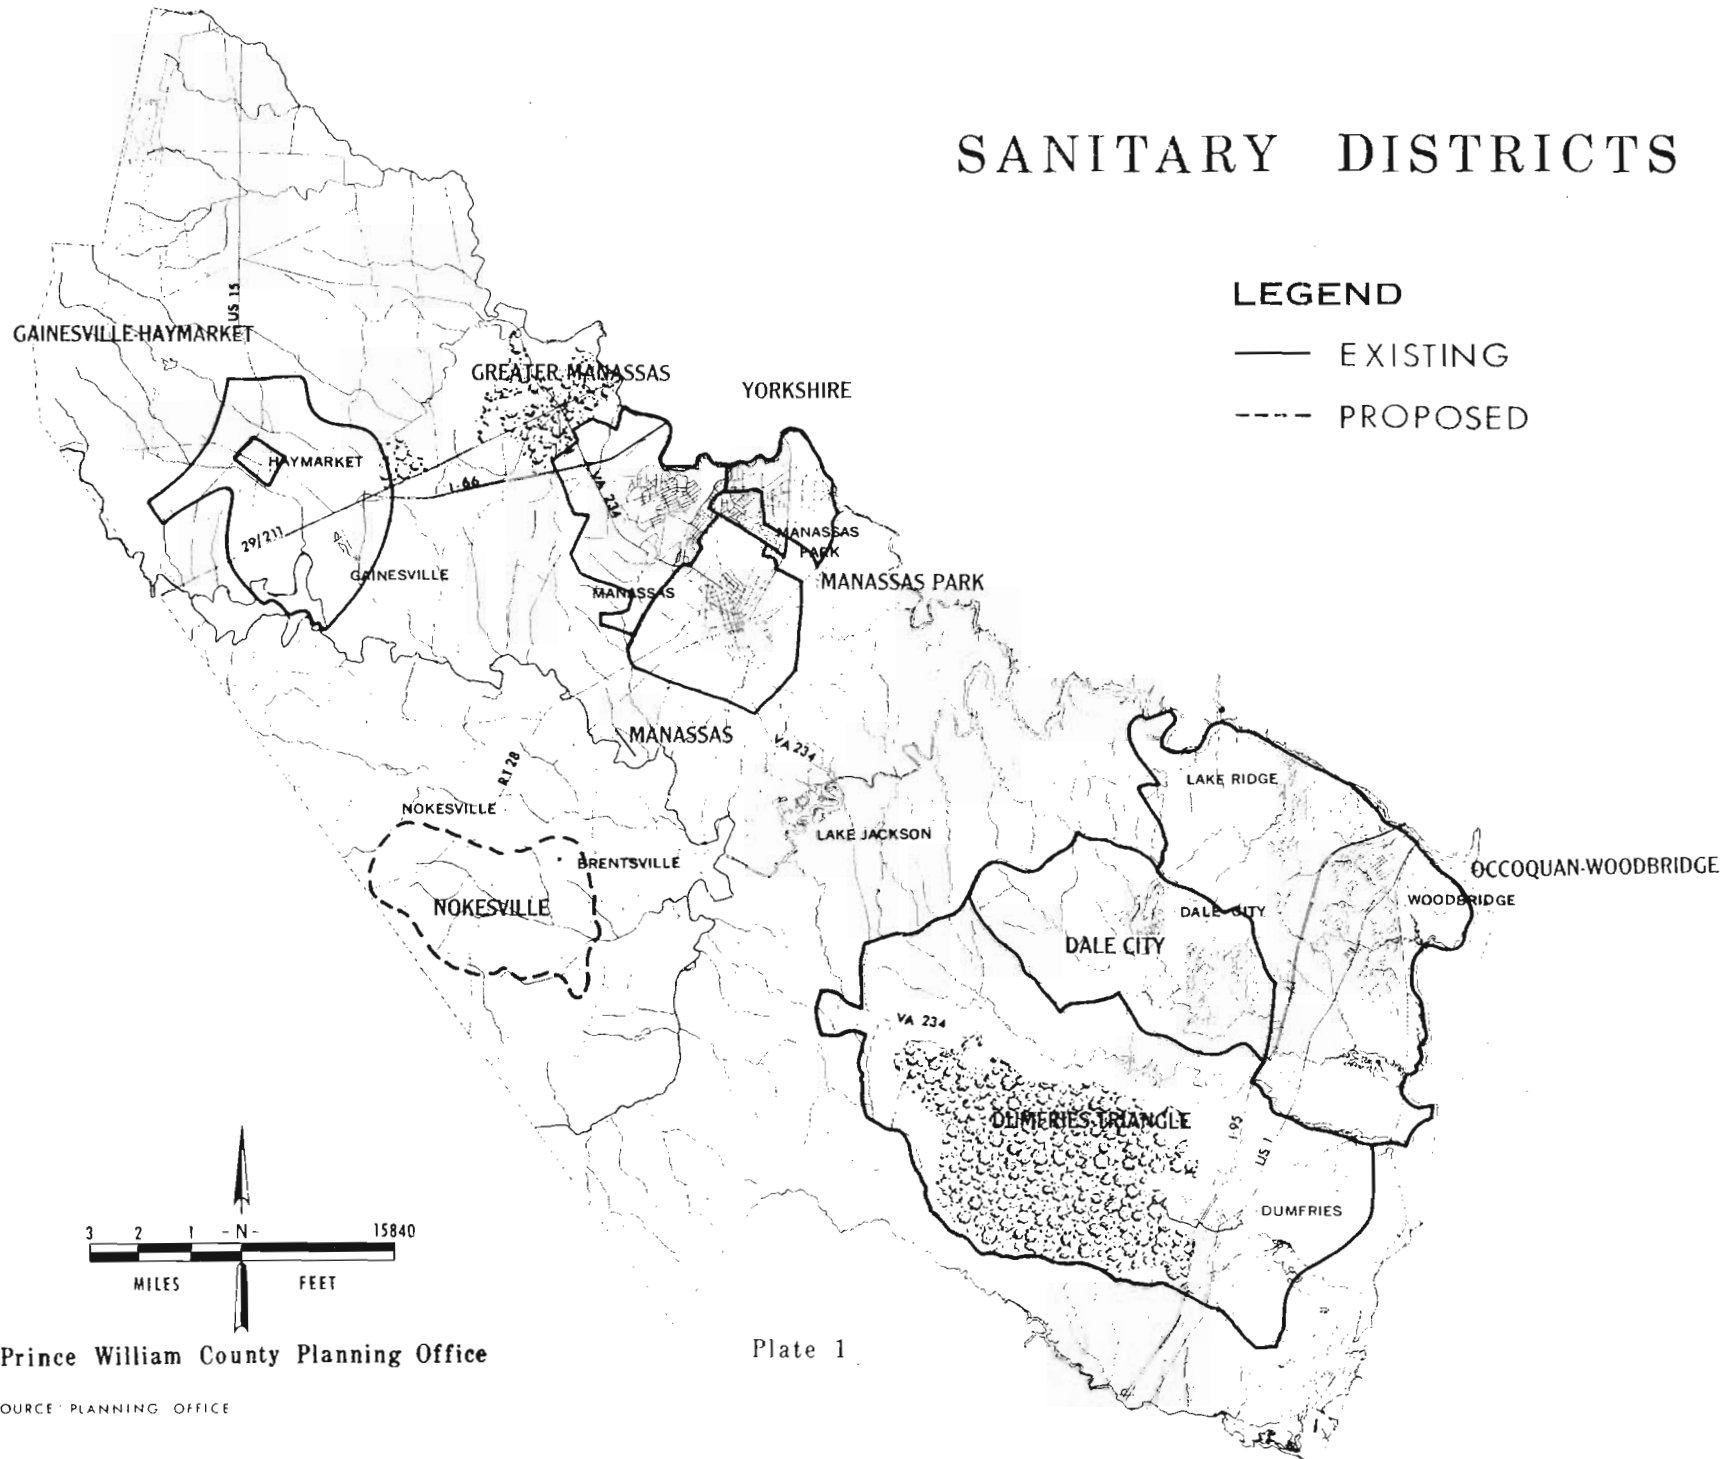 SANITARY DISTRICTS
LEGEND
EXISTING
PROPOSED
US 15
GAINESVILLE-HAYMARKET
GREATER MANASSAS
YORKSHIRE
HAYMARKET
I-66
VA 234
29/211
MANASSAS
PARK
GAINESVILLE
MANASSAS
MANASSAS PARK
MANASSAS
VA 234
RT 28
LAKE RIDGE
NOKESVILLE
LAKE JACKSON
BRENTSVILLE
OCCOQUAN-WOODBRIDGE
WOODBRIDGE
NOKESVILLE
DALE CITY
DALE CITY
VA 234
DUMFRIES-TRIANGLE
I-95
US 1
DUMFRIES
3 2 1 -N- 15840
MILES FEET
Prince William County Planning Office
Plate 1
OURCE: PLANNING OFFICE